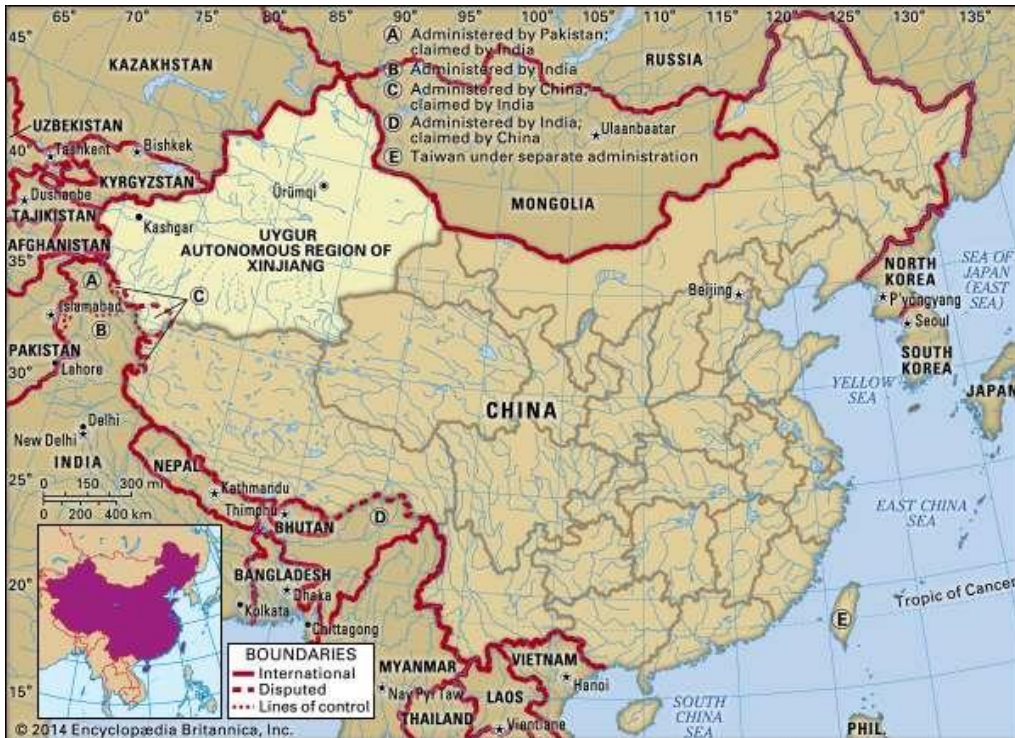 75°
80°
85°
90°
95°
100°
105°
110°
115°
120°
125°
130°
135°
45°
40°
35°
30°
25°
20°
15°
A Administered by Pakistan;
claimed by India
B Administered by India
C Administered by China;
claimed by India
D Administered by India;
claimed by China
E Taiwan under separate administration
KAZAKHSTAN
RUSSIA
UZBEKISTAN
Tashkent
Bishkek
Ulaanbaatar
KYRGYZSTAN
Dushanbe
TAJIKISTAN
AFGHANISTAN
Ürümqi
Kashgar
MONGOLIA
UYGUR
AUTONOMOUS REGION OF
XINJIANG
A
B
C
Islamabad
PAKISTAN
Lahore
Beijing
NORTH
KOREA
P'yongyang
Seoul
SOUTH
KOREA
SEA OF
JAPAN
(EAST
SEA)
YELLOW
SEA
JAPAN
CHINA
Delhi
New Delhi
INDIA
0 150 300 mi
0 200 400 km
NEPAL
Kathmandu
Thimphu
BHUTAN
D
EAST CHINA
SEA
BANGLADESH
Dhaka
Kolkata
Chittagong
Tropic of Cancer
E
MYANMAR
Nay Pyi Taw
VIETNAM
Hanoi
LAOS
THAILAND
Vientiane
SOUTH
CHINA
SEA
PHIL.
BOUNDARIES
International
Disputed
Lines of control
© 2014 Encyclopædia Britannica, Inc.